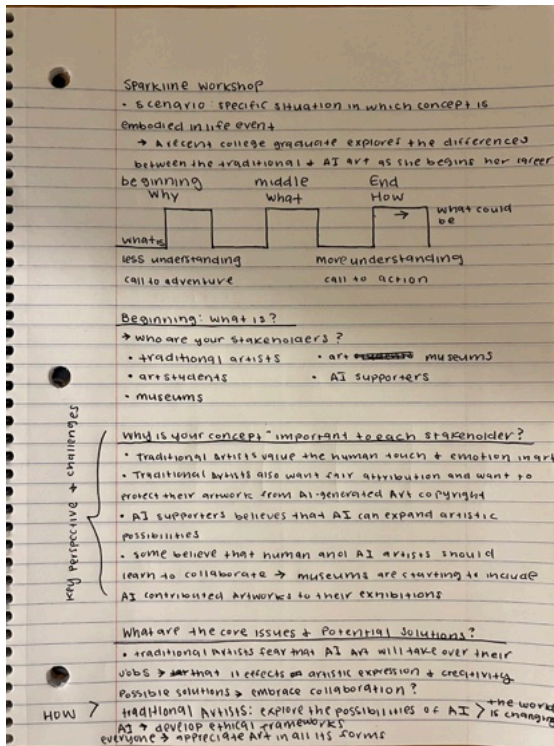 Sparkline Workshop
• Scenario: specific situation in which concept is
embodied in life event
→ A recent college graduate explores the differences
between the traditional + AI art as she begins her career
beginning middle End
Why What How
what is → what could be
less understanding more understanding
call to adventure call to action
Beginning: what is?
→ who are your stakeholders?
• traditional artists • art museums
• art students • AI supporters
• museums
key perspective + challenges
Why is your concept important to each stakeholder?
• Traditional Artists value the human touch + emotion in art
• Traditional Artists also want fair attribution and want to
protect their artwork from AI-generated Art copyright
• AI supporters believes that AI can expand artistic
possibilities
• some believe that human and AI artists should
learn to collaborate → museums are starting to include
AI contributed Artworks to their exhibitions
What are the core issues + Potential Solutions?
• traditional Artists fear that AI Art will take over their
jobs → that it effects artistic expression + creativity
Possible solutions → embrace collaboration?
HOW > traditional Artists: explore the possibilities of AI > the world is changing
AI → develop ethical frameworks
everyone → appreciate Art in all its forms